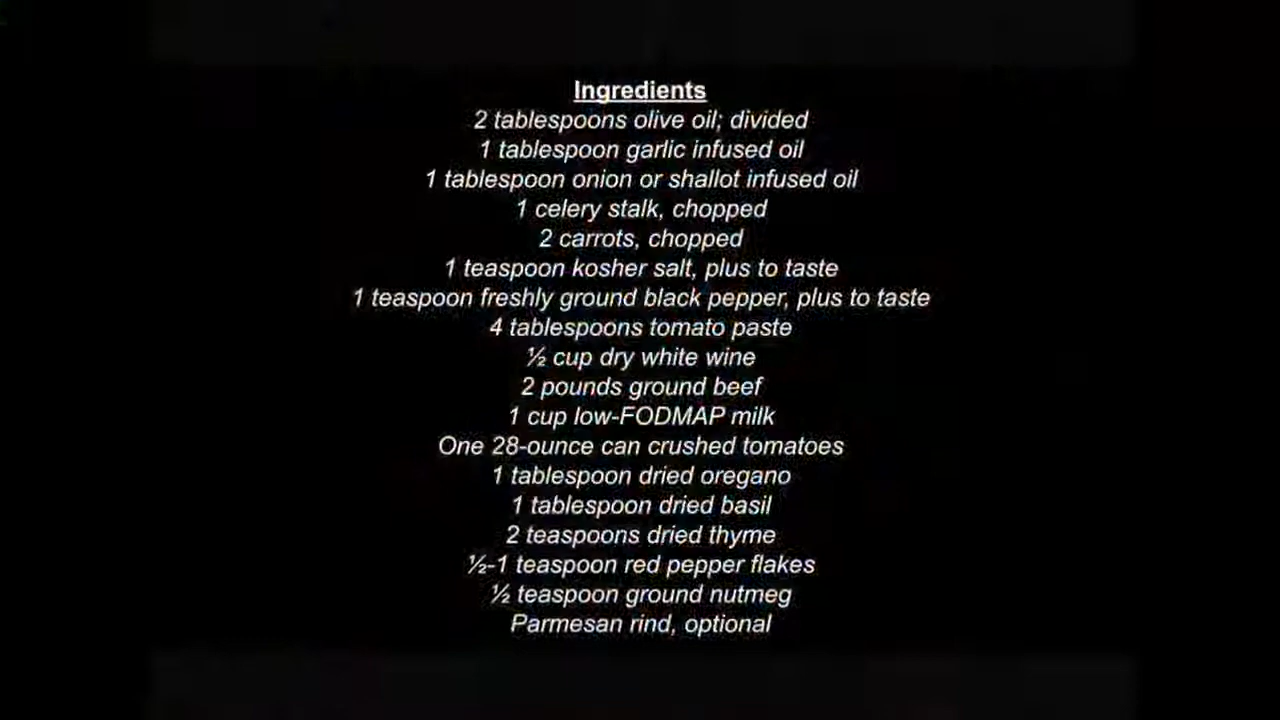 Ingredients
2 tablespoons olive oil; divided
1 tablespoon garlic infused oil
1 tablespoon onion or shallot infused oil
1 celery stalk, chopped
2 carrots, chopped
1 teaspoon kosher salt, plus to taste
1 teaspoon freshly ground black pepper, plus to taste
4 tablespoons tomato paste
½ cup dry white wine
2 pounds ground beef
1 cup low-FODMAP milk
One 28-ounce can crushed tomatoes
1 tablespoon dried oregano
1 tablespoon dried basil
2 teaspoons dried thyme
½-1 teaspoon red pepper flakes
½ teaspoon ground nutmeg
Parmesan rind, optional